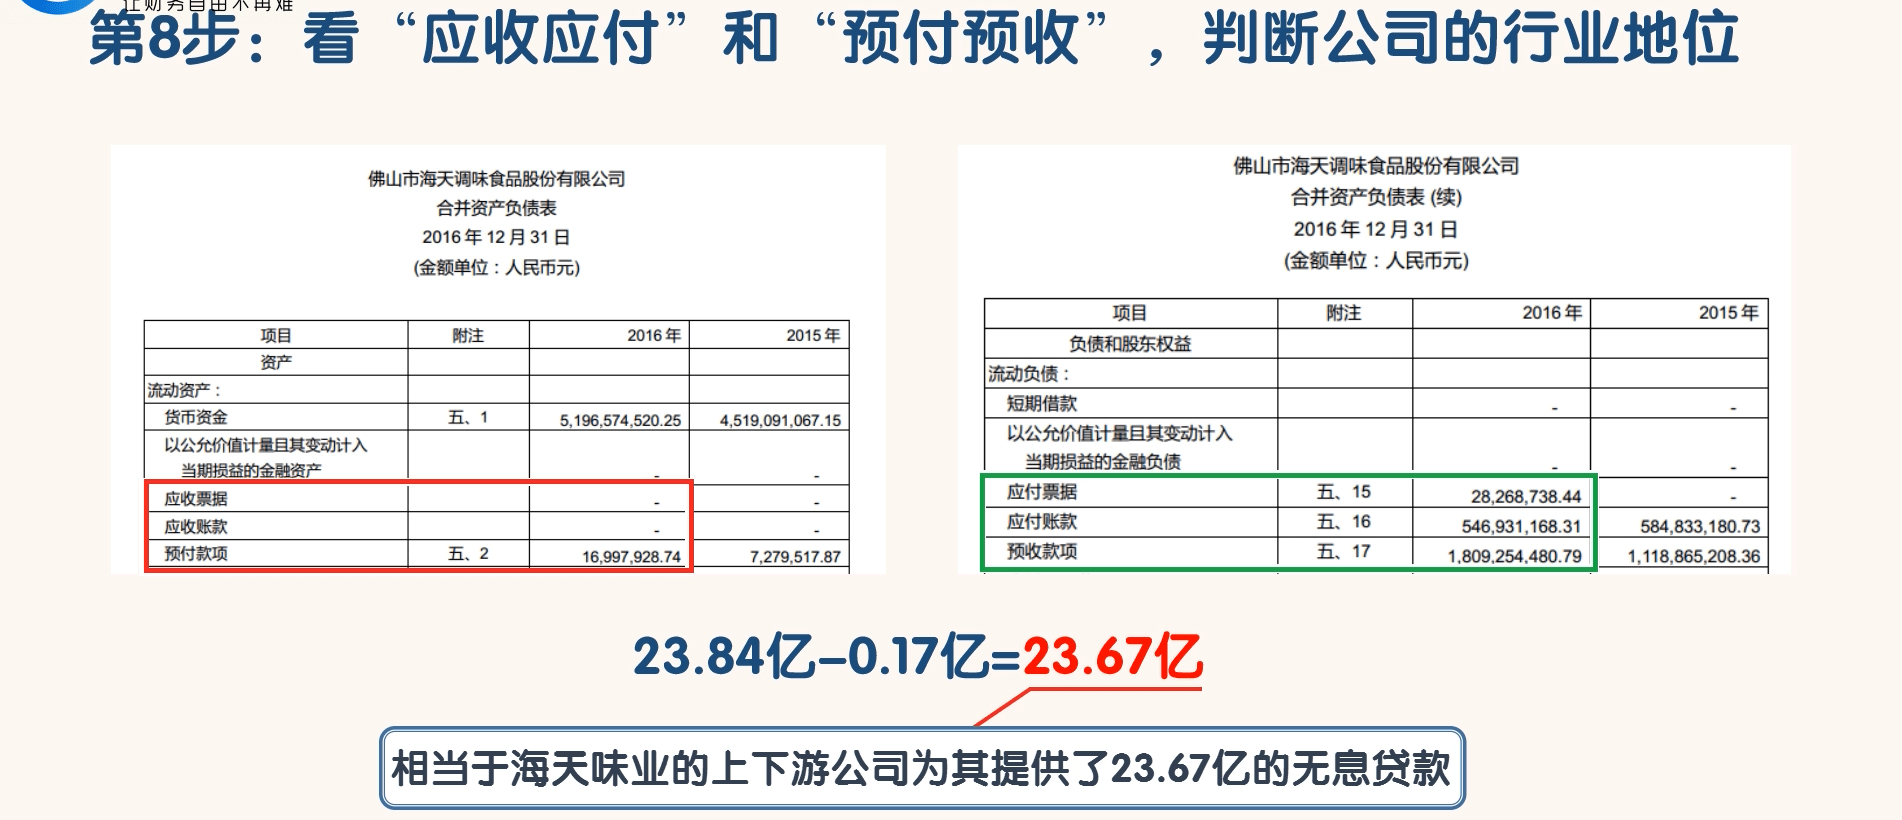 让财务自由不再难
第8步：看“应收应付”和“预付预收”，判断公司的行业地位
佛山市海天调味食品股份有限公司
合并资产负债表
2016 年 12 月 31 日
(金额单位：人民币元)
项目 附注 2016 年 2015 年
资产
流动资产：
货币资金 五、1 5,196,574,520.25 4,519,091,067.15
以公允价值计量且其变动计入
当期损益的金融资产 - -
应收票据 - -
应收账款 - -
预付款项 五、2 16,997,928.74 7,279,517.87
佛山市海天调味食品股份有限公司
合并资产负债表 (续)
2016 年 12 月 31 日
(金额单位：人民币元)
项目 附注 2016 年 2015 年
负债和股东权益
流动负债：
短期借款 - -
以公允价值计量且其变动计入
当期损益的金融负债 - -
应付票据 五、15 28,268,738.44 -
应付账款 五、16 546,931,168.31 584,833,180.73
预收款项 五、17 1,809,254,480.79 1,118,865,208.36
23.84亿-0.17亿=23.67亿
相当于海天味业的上下游公司为其提供了23.67亿的无息贷款